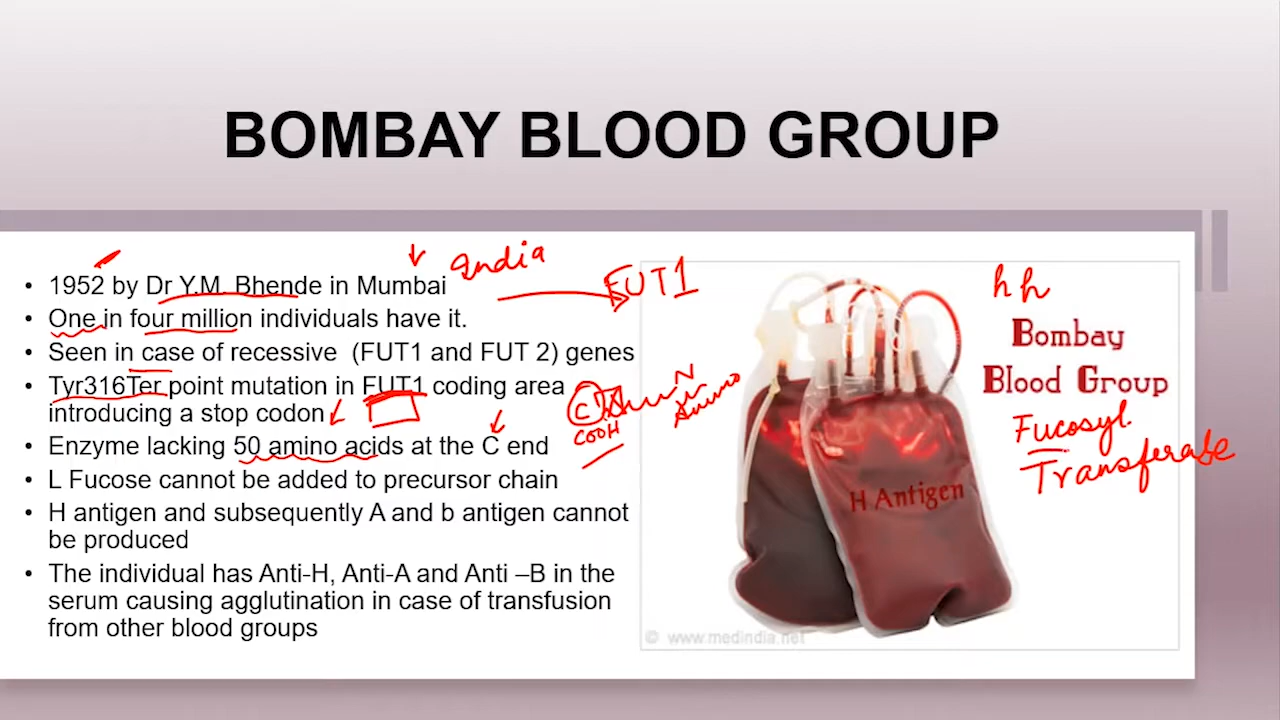 BOMBAY BLOOD GROUP
India
1952 by Dr Y.M. Bhende in Mumbai
FUT1
One in four million individuals have it.
Seen in case of recessive (FUT1 and FUT 2) genes
Tyr316Ter point mutation in FUT1 coding area
introducing a stop codon
Enzyme lacking 50 amino acids at the C end
L Fucose cannot be added to precursor chain
H antigen and subsequently A and b antigen cannot
be produced
The individual has Anti-H, Anti-A and Anti –B in the
serum causing agglutination in case of transfusion
from other blood groups
N
Amino
C
COOH
hh
Bombay
Blood Group
Fucosyl
Transferase
H Antigen
© www.medindia.net